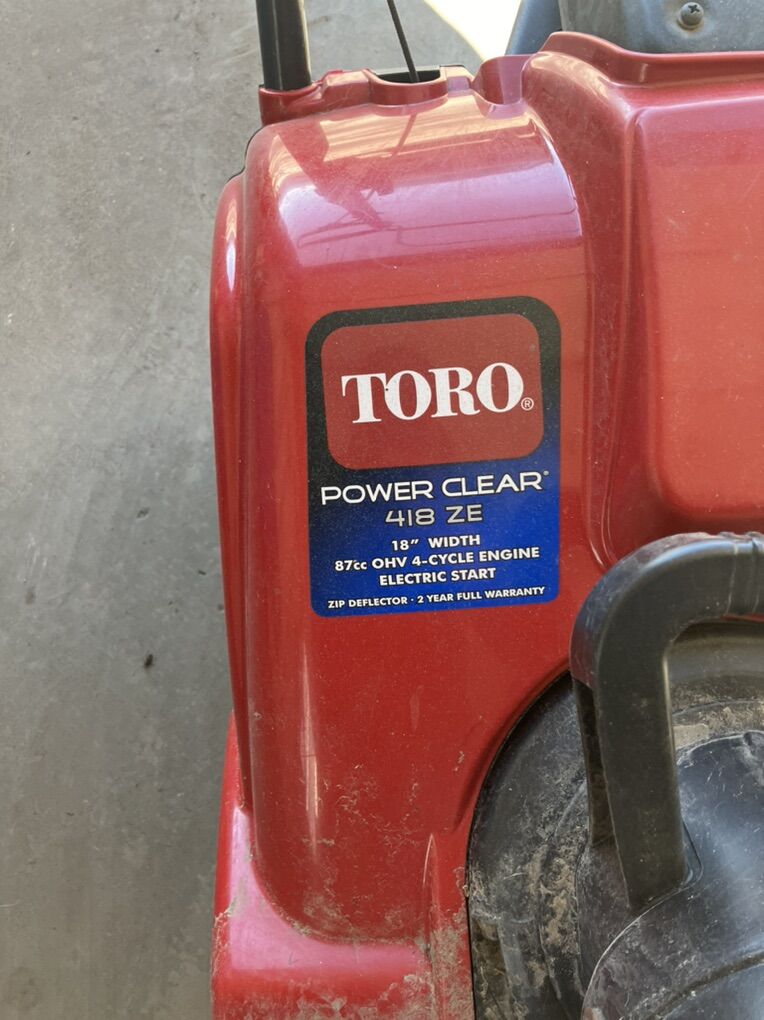 TORO®
POWER CLEAR®
418 ZE
18" WIDTH
87cc OHV 4-CYCLE ENGINE
ELECTRIC START
ZIP DEFLECTOR · 2 YEAR FULL WARRANTY